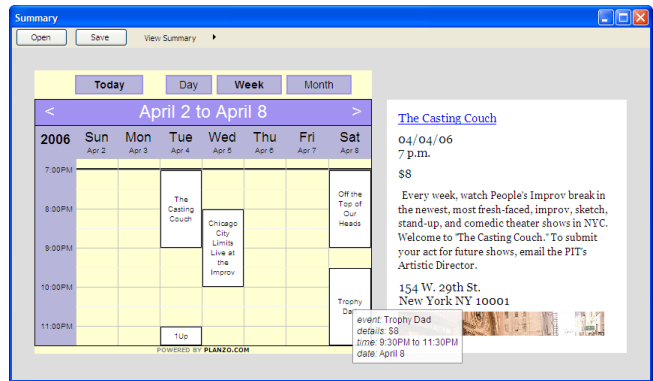 Summary
Open Save View Summary
Today Day Week Month
< April 2 to April 8 >
2006 Sun Mon Tue Wed Thu Fri Sat
Apr 2 Apr 3 Apr 4 Apr 5 Apr 6 Apr 7 Apr 8
7:00PM
8:00PM
9:00PM
10:00PM
11:00PM
The
Casting
Couch
Chicago
City
Limits
Live at
the
Improv
Off the
Top of
Our
Heads
Trophy
1Up
POWERED BY PLANZO.COM
event: Trophy Dad
details: $8
time: 9:30PM to 11:30PM
date: April 8
The Casting Couch
04/04/06
7 p.m.
$8
Every week, watch People's Improv break in
the newest, most fresh-faced, improv, sketch,
stand-up, and comedic theater shows in NYC.
Welcome to "The Casting Couch." To submit
your act for future shows, email the PIT's
Artistic Director.
154 W. 29th St.
New York NY 10001